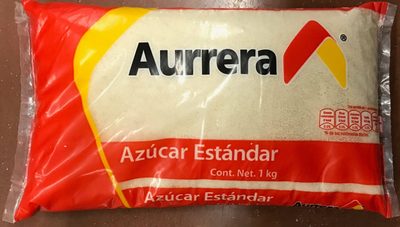 Aurrera
®
Azúcar Estándar
Cont. Net. 1 kg
Azúcar Estándar